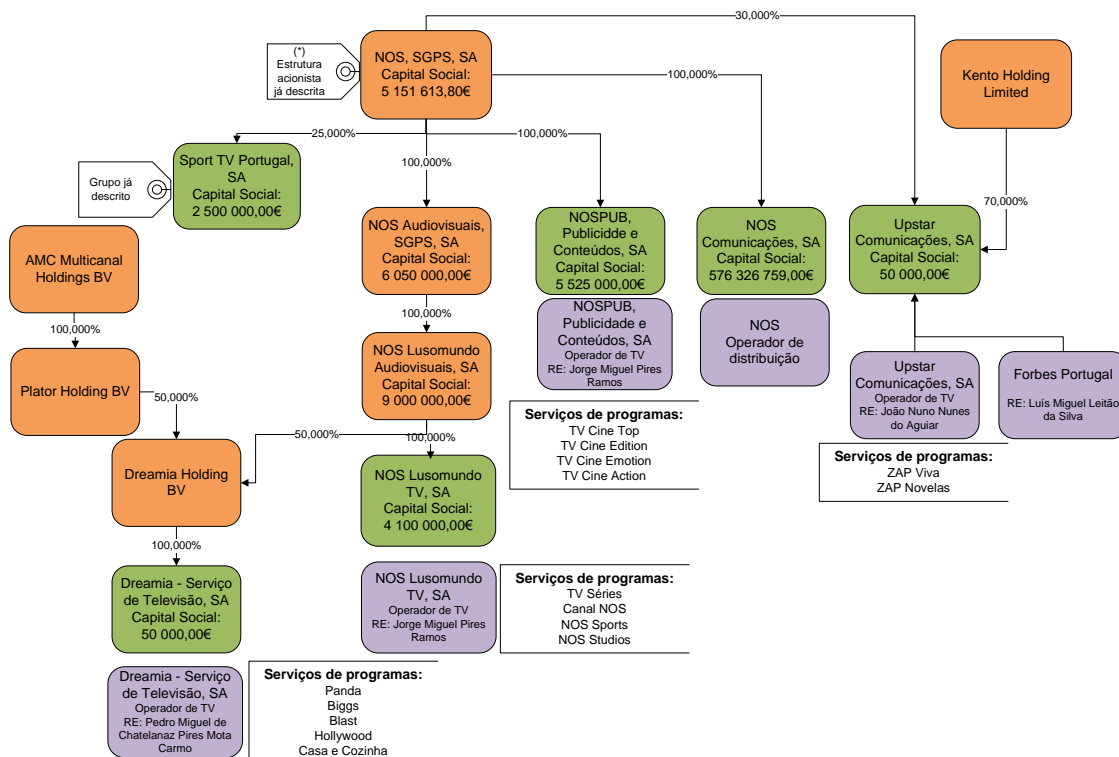 30,000%
(*)
Estrutura
acionista
já descrita
NOS, SGPS, SA
Capital Social:
5 151 613,80€
100,000%
Kento Holding
Limited
25,000%
100,000%
100,000%
Sport TV Portugal,
SA
Capital Social:
2 500 000,00€
Grupo já
descrito
70,000%
AMC Multicanal
Holdings BV
NOS Audiovisuais,
SGPS, SA
Capital Social:
6 050 000,00€
NOSPUB,
Publicidde e
Conteúdos, SA
Capital Social:
5 525 000,00€
NOS
Comunicações, SA
Capital Social:
576 326 759,00€
Upstar
Comunicações, SA
Capital Social:
50 000,00€
100,000%
100,000%
Plator Holding BV
NOS Lusomundo
Audiovisuais, SA
Capital Social:
9 000 000,00€
NOSPUB,
Publicidade e
Conteúdos, SA
Operador de TV
RE: Jorge Miguel Pires
Ramos
NOS
Operador de
distribuição
Upstar
Comunicações, SA
Operador de TV
RE: João Nuno Nunes
do Aguiar
Forbes Portugal
RE: Luís Miguel Leitão
da Silva
50,000%
50,000%
100,000%
Serviços de programas:
TV Cine Top
TV Cine Edition
TV Cine Emotion
TV Cine Action
Serviços de programas:
ZAP Viva
ZAP Novelas
Dreamia Holding
BV
NOS Lusomundo
TV, SA
Capital Social:
4 100 000,00€
100,000%
Dreamia - Serviço
de Televisão, SA
Capital Social:
50 000,00€
NOS Lusomundo
TV, SA
Operador de TV
RE: Jorge Miguel Pires
Ramos
Serviços de programas:
TV Séries
Canal NOS
NOS Sports
NOS Studios
Dreamia - Serviço
de Televisão, SA
Operador de TV
RE: Pedro Miguel de
Chatelanaz Pires Mota
Carmo
Serviços de programas:
Panda
Biggs
Blast
Hollywood
Casa e Cozinha